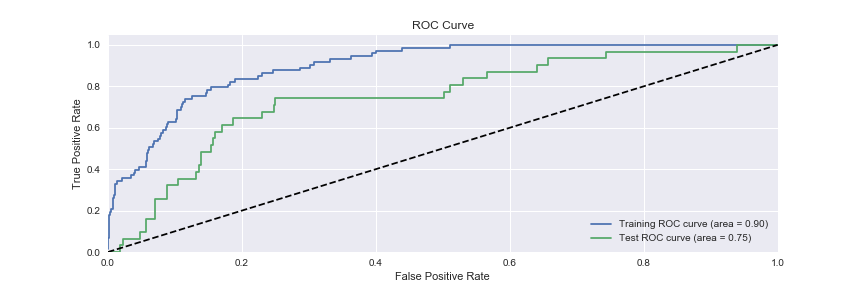 ROC Curve
1.0
0.8
0.6
0.4
0.2
0.0
True Positive Rate
Training ROC curve (area = 0.90)
Test ROC curve (area = 0.75)
0.0 0.2 0.4 0.6 0.8 1.0
False Positive Rate